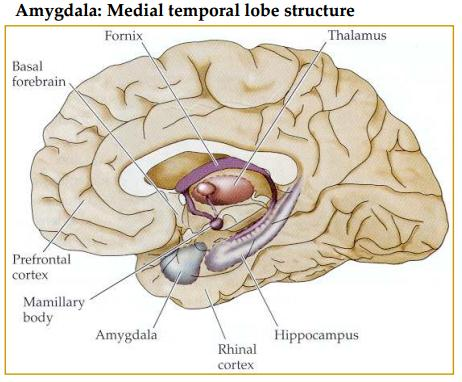 Amygdala: Medial temporal lobe structure
Fornix
Thalamus
Basal
forebrain
Prefrontal
cortex
Mamillary
body
Amygdala
Hippocampus
Rhinal
cortex